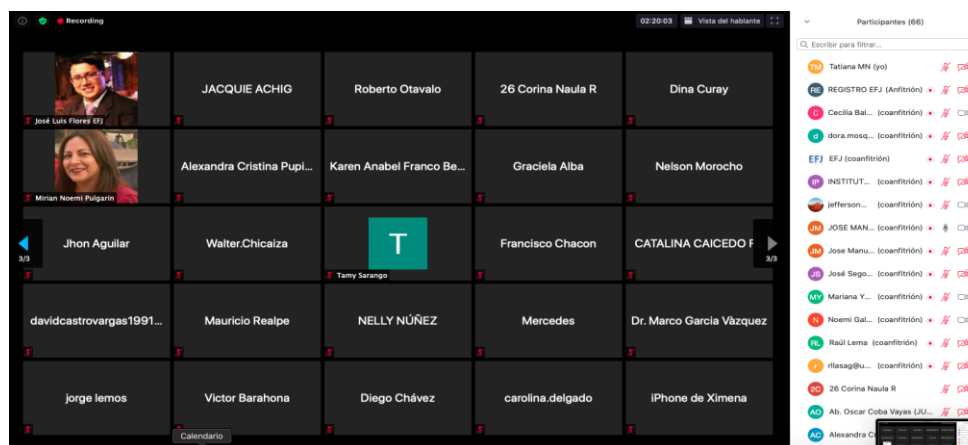 Recording
02:20:03
Vista del hablante
José Luis Flores EFJ
JACQUIE ACHIG
Roberto Otavalo
26 Corina Naula R
Dina Curay
Mirian Noemi Pulgarin
Alexandra Cristina Pupi...
Karen Anabel Franco Be...
Graciela Alba
Nelson Morocho
3/3
Jhon Aguilar
Walter.Chicaiza
T
Tamy Sarango
Francisco Chacon
CATALINA CAICEDO
3/3
davidcastrovargas1991...
Mauricio Realpe
NELLY NÚÑEZ
Mercedes
Dr. Marco Garcia Vàzquez
jorge lemos
Victor Barahona
Diego Chávez
carolina.delgado
iPhone de Ximena
Calendario
Participantes (66)
Escribir para filtrar...
TM Tatiana MN (yo)
RE REGISTRO EFJ (Anfitrión)
C Cecilia Bal... (coanfitrión)
d dora.mosq... (coanfitrión)
EFJ EFJ (coanfitrión)
IP INSTITUT... (coanfitrión)
jefferson... (coanfitrión)
JM JOSE MAN... (coanfitrión)
JM Jose Manu... (coanfitrión)
JS José Sego... (coanfitrión)
MY Mariana Y... (coanfitrión)
N Noemi Gal... (coanfitrión)
RL Raúl Lema (coanfitrión)
r rllasag@u... (coanfitrión)
2C 26 Corina Naula R
AO Ab. Oscar Coba Vayas (JU...
AC Alexandra